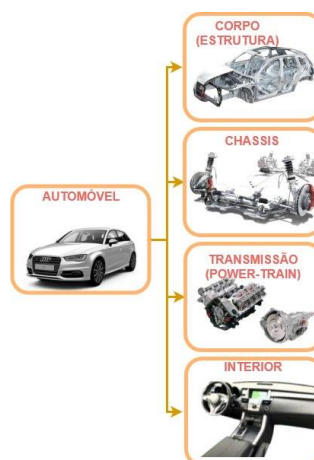 CORPO
(ESTRUTURA)
CHASSIS
AUTOMÓVEL
TRANSMISSÃO
(POWER-TRAIN)
INTERIOR